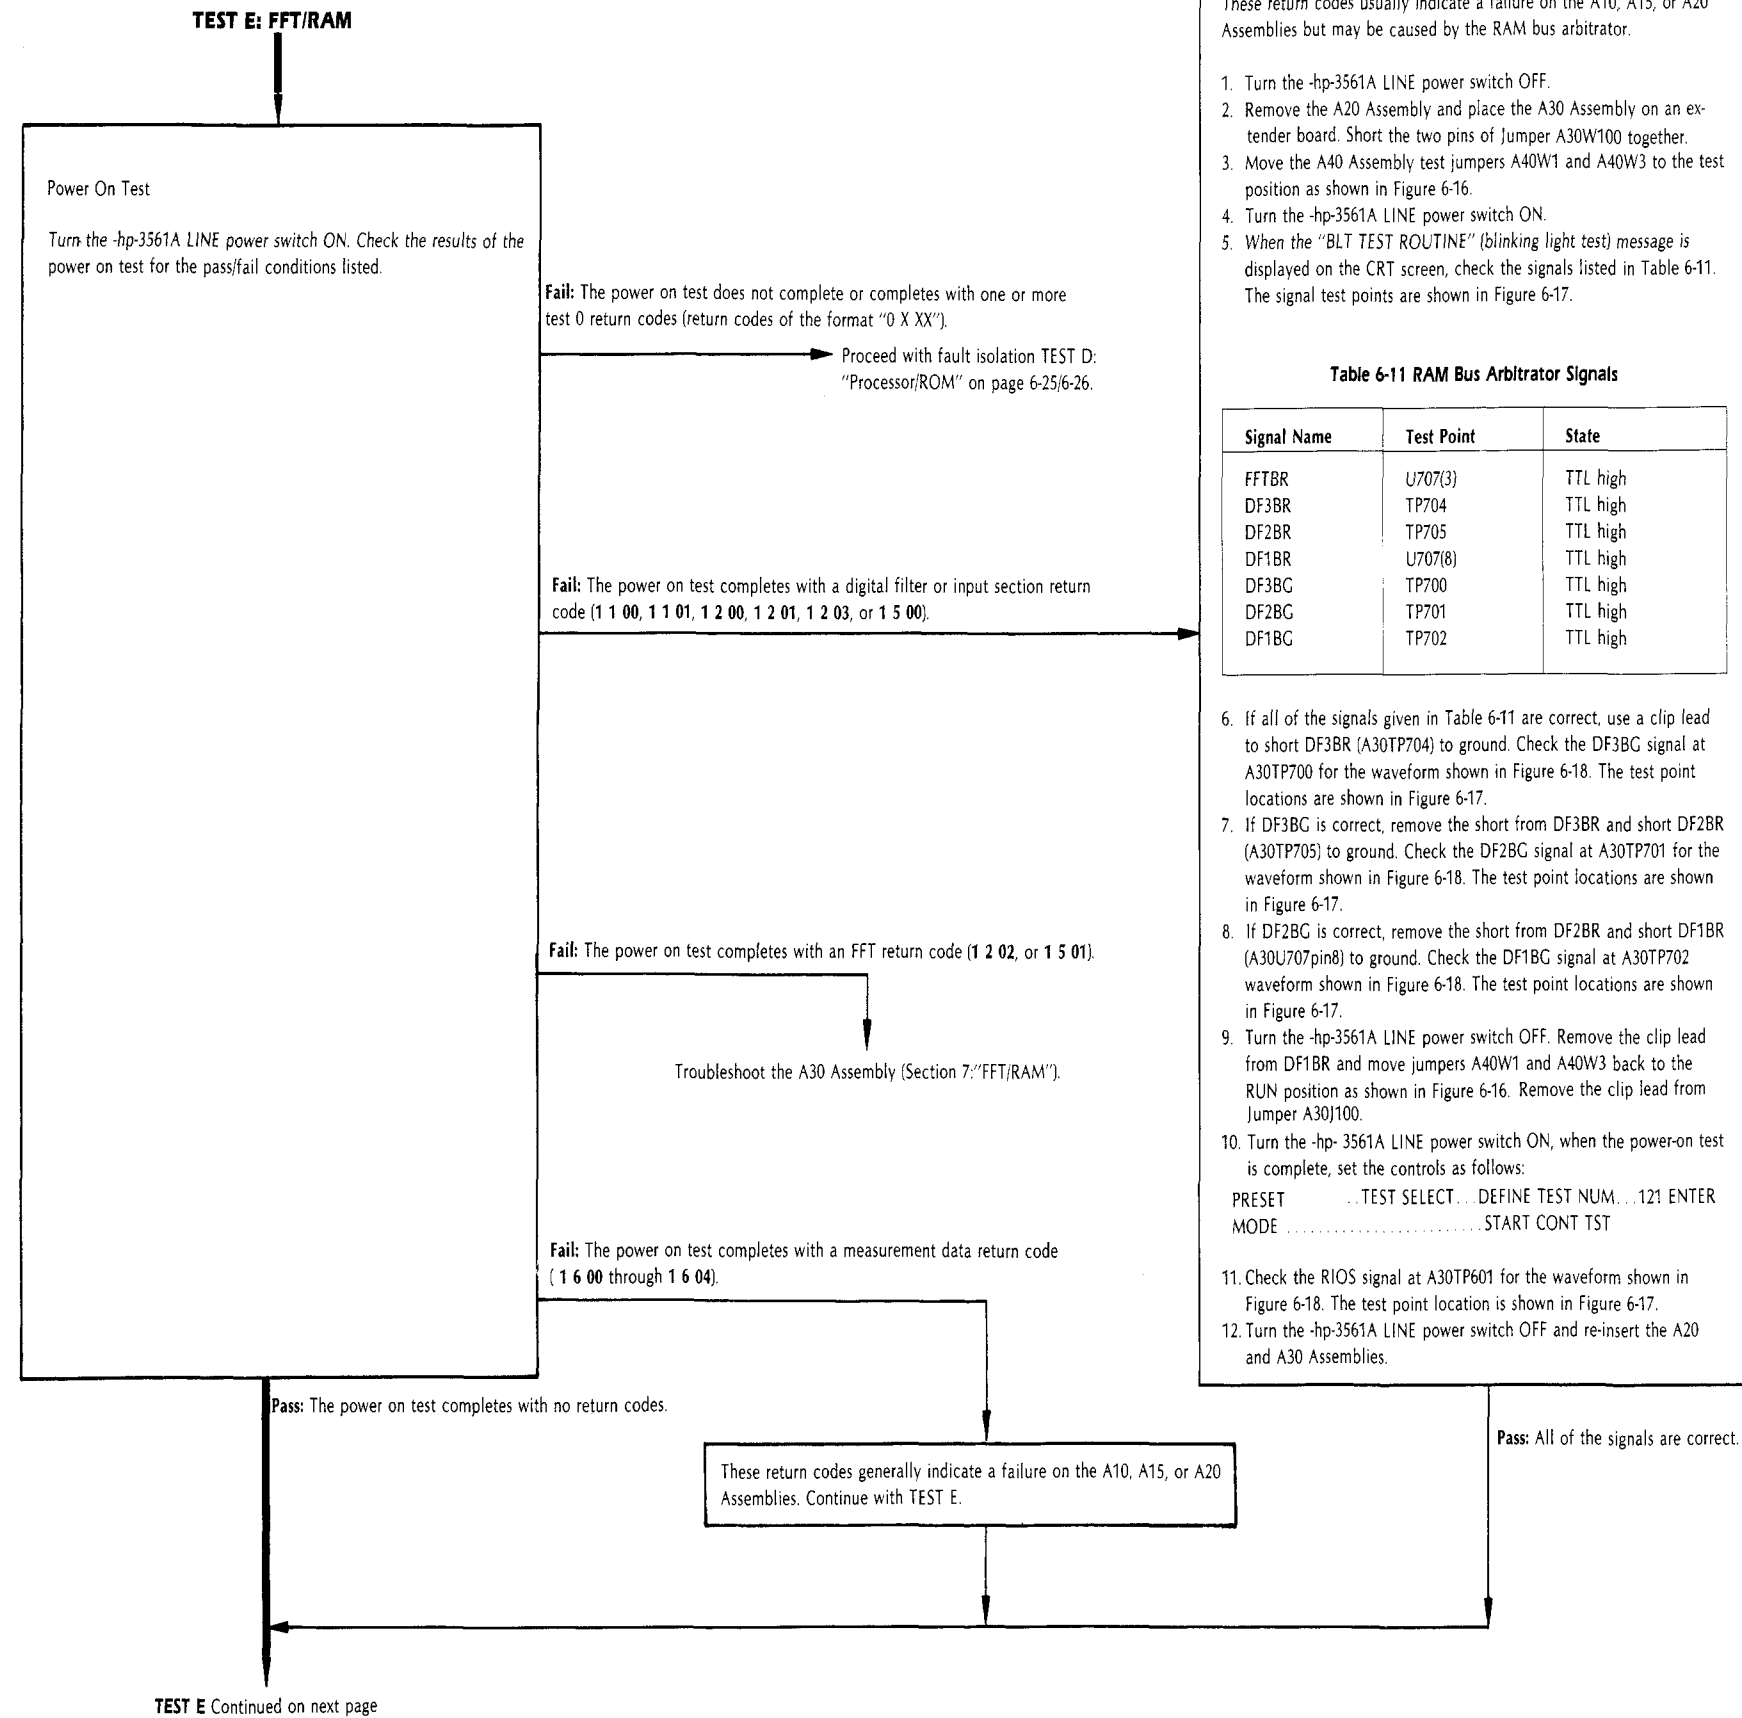 TEST E: FFT/RAM
Power On Test
Turn the -hp-3561A LINE power switch ON. Check the results of the
power on test for the pass/fail conditions listed.
Fail: The power on test does not complete or completes with one or more
test 0 return codes (return codes of the format "0 X XX").
Proceed with fault isolation TEST D:
"Processor/ROM" on page 6-25/6-26.
Fail: The power on test completes with a digital filter or input section return
code (1 1 00, 1 1 01, 1 2 00, 1 2 01, 1 2 03, or 1 5 00).
Fail: The power on test completes with an FFT return code (1 2 02, or 1 5 01).
Troubleshoot the A30 Assembly (Section 7:"FFT/RAM").
Fail: The power on test completes with a measurement data return code
( 1 6 00 through 1 6 04).
Pass: The power on test completes with no return codes.
These return codes generally indicate a failure on the A10, A15, or A20
Assemblies. Continue with TEST E.
TEST E Continued on next page
These return codes usually indicate a failure on the A10, A15, or A20
Assemblies but may be caused by the RAM bus arbitrator.
1. Turn the -hp-3561A LINE power switch OFF.
2. Remove the A20 Assembly and place the A30 Assembly on an ex-
tender board. Short the two pins of Jumper A30W100 together.
3. Move the A40 Assembly test jumpers A40W1 and A40W3 to the test
position as shown in Figure 6-16.
4. Turn the -hp-3561A LINE power switch ON.
5. When the "BLT TEST ROUTINE" (blinking light test) message is
displayed on the CRT screen, check the signals listed in Table 6-11.
The signal test points are shown in Figure 6-17.
Table 6-11 RAM Bus Arbitrator Signals
Signal Name Test Point State
FFTBR U707(3) TTL high
DF3BR TP704 TTL high
DF2BR TP705 TTL high
DF1BR U707(8) TTL high
DF3BG TP700 TTL high
DF2BG TP701 TTL high
DF1BG TP702 TTL high
6. If all of the signals given in Table 6-11 are correct, use a clip lead
to short DF3BR (A30TP704) to ground. Check the DF3BG signal at
A30TP700 for the waveform shown in Figure 6-18. The test point
locations are shown in Figure 6-17.
7. If DF3BG is correct, remove the short from DF3BR and short DF2BR
(A30TP705) to ground. Check the DF2BG signal at A30TP701 for the
waveform shown in Figure 6-18. The test point locations are shown
in Figure 6-17.
8. If DF2BG is correct, remove the short from DF2BR and short DF1BR
(A30U707pin8) to ground. Check the DF1BG signal at A30TP702
waveform shown in Figure 6-18. The test point locations are shown
in Figure 6-17.
9. Turn the -hp-3561A LINE power switch OFF. Remove the clip lead
from DF1BR and move jumpers A40W1 and A40W3 back to the
RUN position as shown in Figure 6-16. Remove the clip lead from
Jumper A30J100.
10. Turn the -hp- 3561A LINE power switch ON, when the power-on test
is complete, set the controls as follows:
PRESET ..TEST SELECT...DEFINE TEST NUM...121 ENTER
MODE ........................START CONT TST
11. Check the RIOS signal at A30TP601 for the waveform shown in
Figure 6-18. The test point location is shown in Figure 6-17.
12. Turn the -hp-3561A LINE power switch OFF and re-insert the A20
and A30 Assemblies.
Pass: All of the signals are correct.